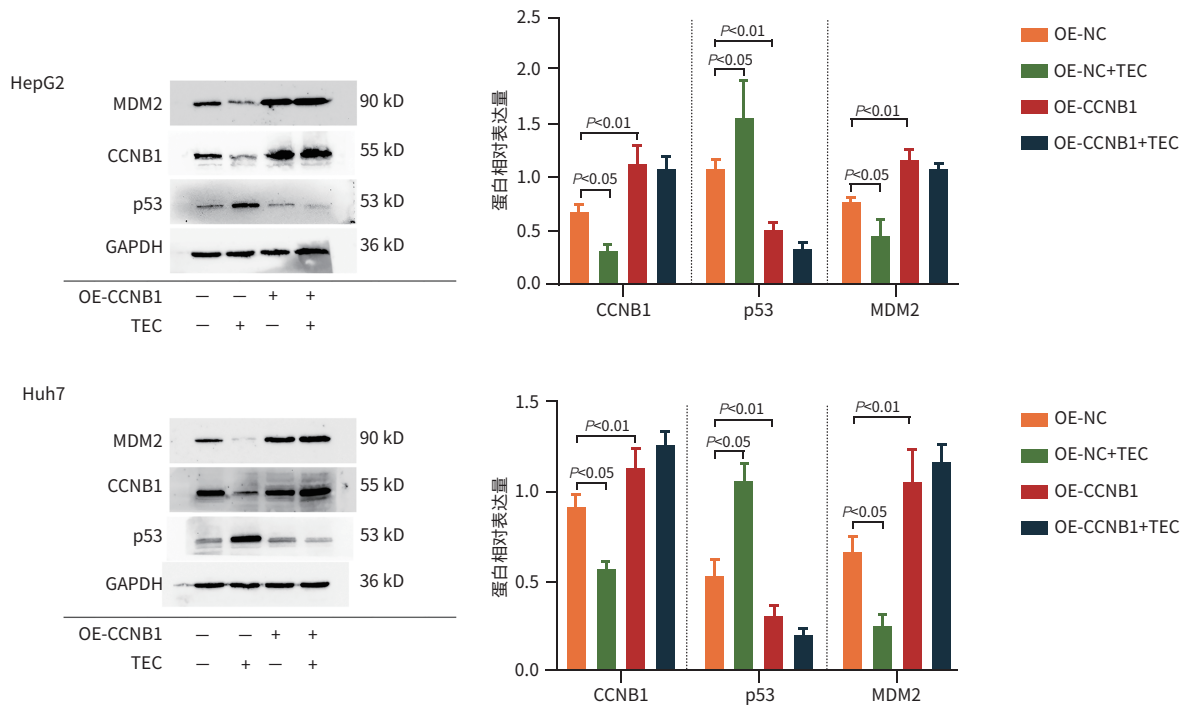 HepG2
MDM2 90 kD
CCNB1 55 kD
p53 53 kD
GAPDH 36 kD
OE-CCNB1 — — + +
TEC — + — +
蛋白相对表达量
2.5
2.0
1.5
1.0
0.5
0.0
P<0.05
P<0.01
P<0.01
P<0.05
P<0.01
P<0.05
CCNB1 p53 MDM2
OE-NC
OE-NC+TEC
OE-CCNB1
OE-CCNB1+TEC
Huh7
MDM2 90 kD
CCNB1 55 kD
p53 53 kD
GAPDH 36 kD
OE-CCNB1 — — + +
TEC — + — +
蛋白相对表达量
1.5
1.0
0.5
0.0
P<0.01
P<0.05
P<0.01
P<0.05
P<0.01
P<0.05
CCNB1 p53 MDM2
OE-NC
OE-NC+TEC
OE-CCNB1
OE-CCNB1+TEC